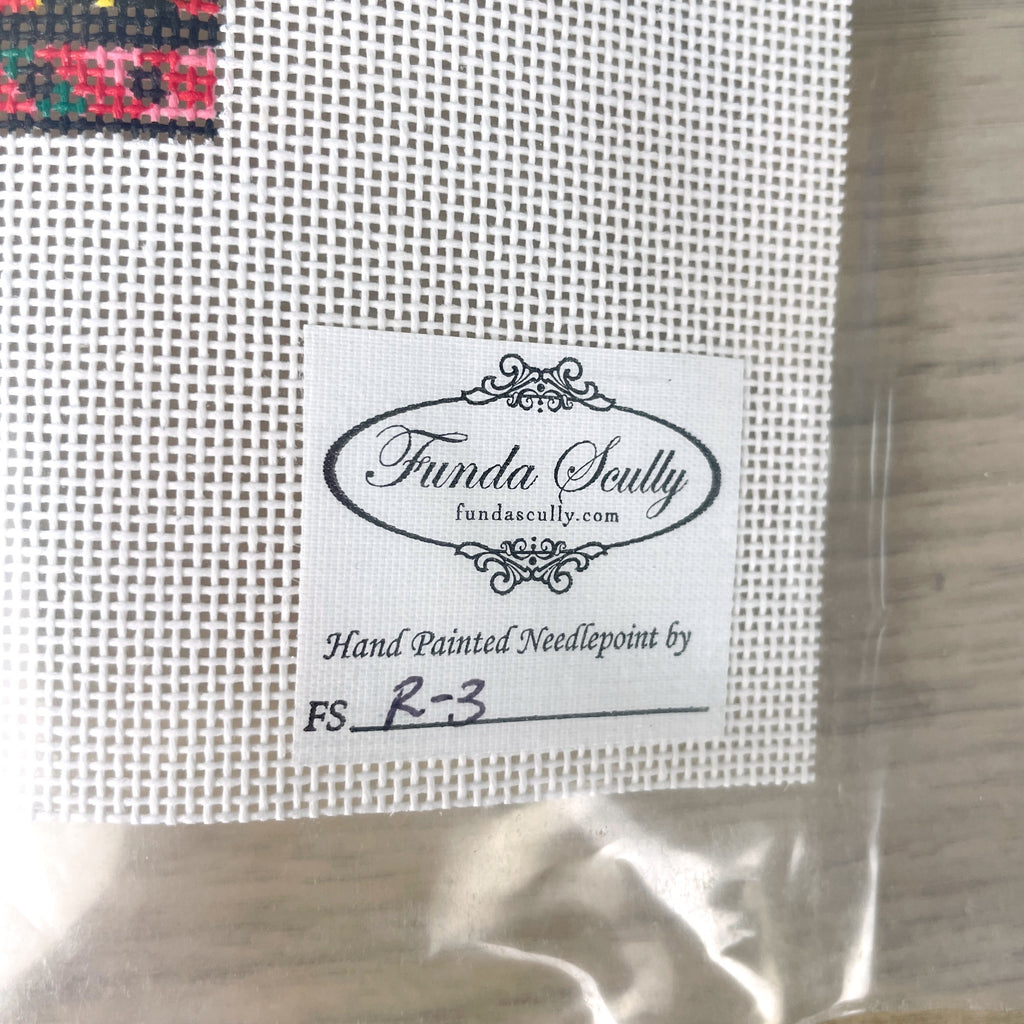 Funda Scully
fundascully.com
Hand Painted Needlepoint by
FS R-3